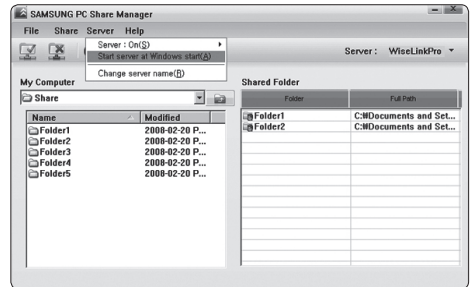 SAMSUNG PC Share Manager
File Share Server Help
Server : On(S)
Start server at Windows start(A)
Change server name(R)
Server : WiseLinkPro
My Computer
Share
Name Modified
Folder1 2008-02-20 P...
Folder2 2008-02-20 P...
Folder3 2008-02-20 P...
Folder4 2008-02-20 P...
Folder5 2008-02-20 P...
Shared Folder
Folder Full Path
Folder1 C:₩Documents and Set...
Folder2 C:₩Documents and Set...